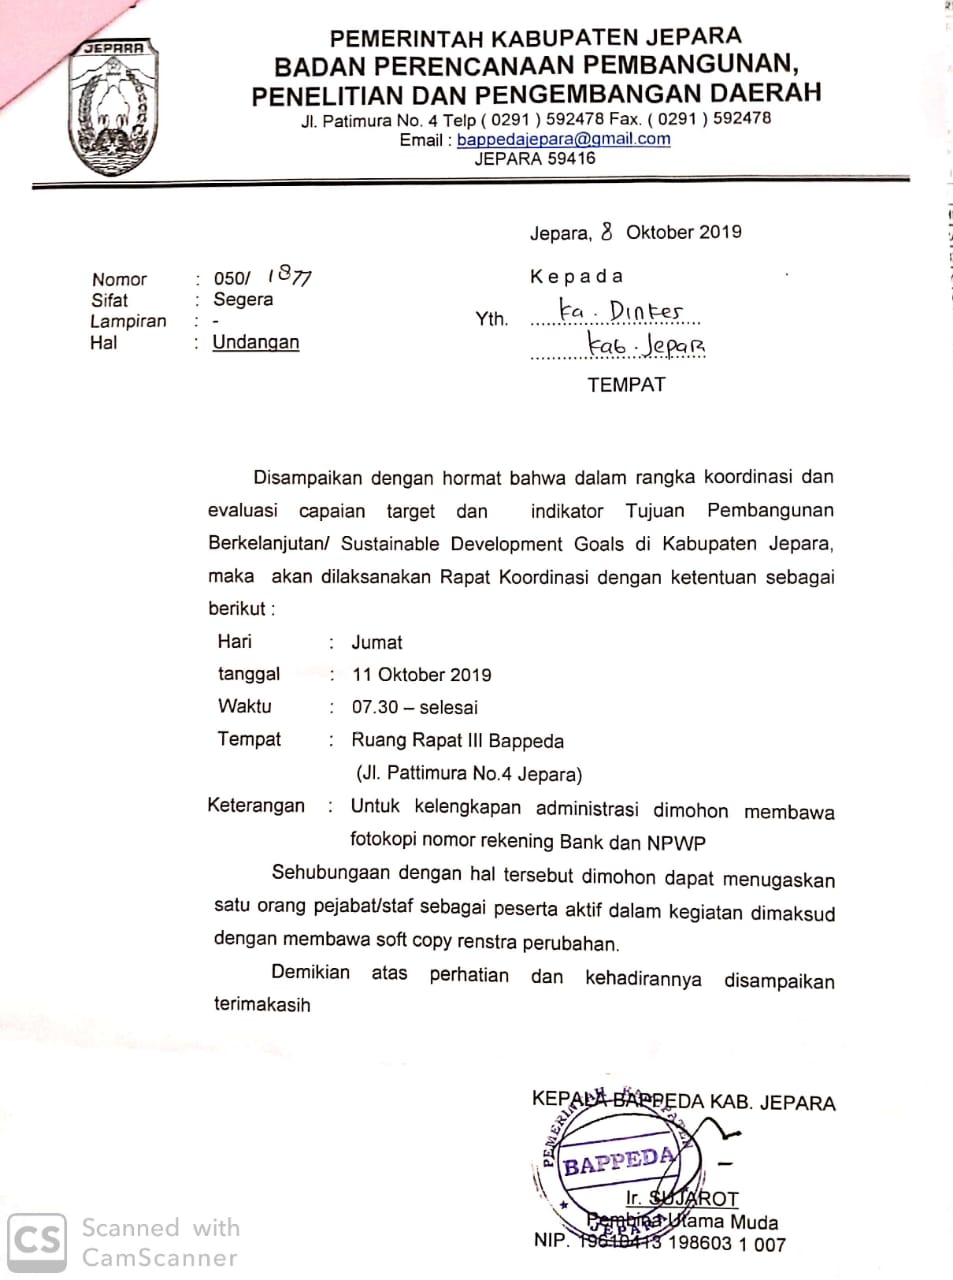 JEPARA
PEMERINTAH KABUPATEN JEPARA
BADAN PERENCANAAN PEMBANGUNAN,
PENELITIAN DAN PENGEMBANGAN DAERAH
Jl. Patimura No. 4 Telp ( 0291 ) 592478 Fax. ( 0291 ) 592478
Email : bappedajepara@gmail.com
JEPARA 59416
Jepara, 8 Oktober 2019
Nomor : 050/ 1877
Sifat : Segera
Lampiran : -
Hal : Undangan
Kepada
Yth. ka. Dinkes
kab. Jepara
TEMPAT
Disampaikan dengan hormat bahwa dalam rangka koordinasi dan
evaluasi capaian target dan indikator Tujuan Pembangunan
Berkelanjutan/ Sustainable Development Goals di Kabupaten Jepara,
maka akan dilaksanakan Rapat Koordinasi dengan ketentuan sebagai
berikut :
Hari : Jumat
tanggal : 11 Oktober 2019
Waktu : 07.30 – selesai
Tempat : Ruang Rapat III Bappeda
(Jl. Pattimura No.4 Jepara)
Keterangan : Untuk kelengkapan administrasi dimohon membawa
fotokopi nomor rekening Bank dan NPWP
Sehubungaan dengan hal tersebut dimohon dapat menugaskan
satu orang pejabat/staf sebagai peserta aktif dalam kegiatan dimaksud
dengan membawa soft copy renstra perubahan.
Demikian atas perhatian dan kehadirannya disampaikan
terimakasih
KEPALA BAPPEDA KAB. JEPARA
PEMERINTAH KABUPATEN
BAPPEDA
JEPARA
Ir. SUJAROT
Pembina Utama Muda
NIP. 19610413 198603 1 007
CS Scanned with
CamScanner